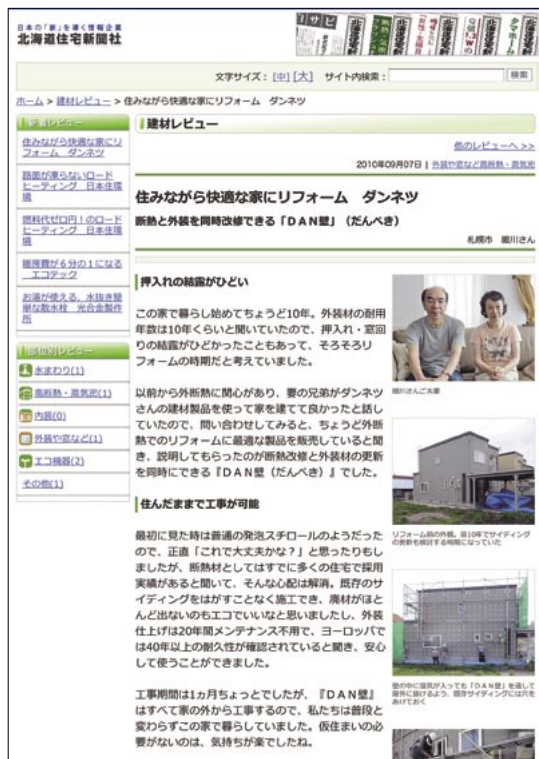 日本の「家」を導く情報企業
北海道住宅新聞社
文字サイズ： [中] [大] サイト内検索：
検索
ホーム > 建材レビュー > 住みながら快適な家にリフォーム ダンネツ
新着レビュー
住みながら快適な家にリ
フォーム ダンネツ
路面が凍らないロード
ヒーティング 日本住環
境
燃料代ゼロ円！のロード
ヒーティング 日本住環
境
暖房費が６分の１になる
エコテック
お湯が使える、水抜き簡
単な散水栓 光合金製作
所
部位別レビュー
水まわり(1)
高断熱・高気密(1)
内装(0)
外装や窓など(1)
エコ機器(2)
その他(1)
建材レビュー
他のレビューへ >>
2010年09月07日 | 外装や窓など高断熱・高気密
住みながら快適な家にリフォーム ダンネツ
断熱と外装を同時改修できる「ＤＡＮ壁」（だんぺき）
札幌市 細川さん
押入れの結露がひどい
この家で暮らし始めてちょうど10年。外装材の耐用
年数は10年くらいと聞いていたので、押入れ・窓回
りの結露がひどかったこともあって、そろそろリ
フォームの時期だと考えていました。
以前から外断熱に関心があり、妻の兄弟がダンネツ
さんの建材製品を使って家を建てて良かったと話し
ていたので、問い合わせしてみると、ちょうど外断
熱でのリフォームに最適な製品を販売していると聞
き、説明してもらったのが断熱改修と外装材の更新
を同時にできる『ＤＡＮ壁（だんぺき）』でした。
住んだままで工事が可能
最初に見た時は普通の発泡スチロールのようだった
ので、正直「これで大丈夫かな？」と思ったりもし
ましたが、断熱材としてはすでに多くの住宅で採用
実績があると聞いて、そんな心配は解消。既存のサ
イディングをはがすことなく施工でき、廃材がほと
んど出ないのもエコでいいなと思いましたし、外装
仕上げは20年間メンテナンス不用で、ヨーロッパで
は40年以上の耐久性が確認されていると聞き、安心
して使うことができました。
工事期間は1ヵ月ちょっとでしたが、『ＤＡＮ壁』
はすべて家の外から工事するので、私たちは普段と
変わらずこの家で暮らしていました。仮住まいの必
要がないのは、気持ちが楽でしたね。
細川さんご夫妻
リフォーム前の外観。築10年でサイディング
の更新も検討する時期になっていた
壁の中に湿気が入っても「ＤＡＮ壁」を通して
屋外に抜けるよう、既存サイディングには穴を
あけておく